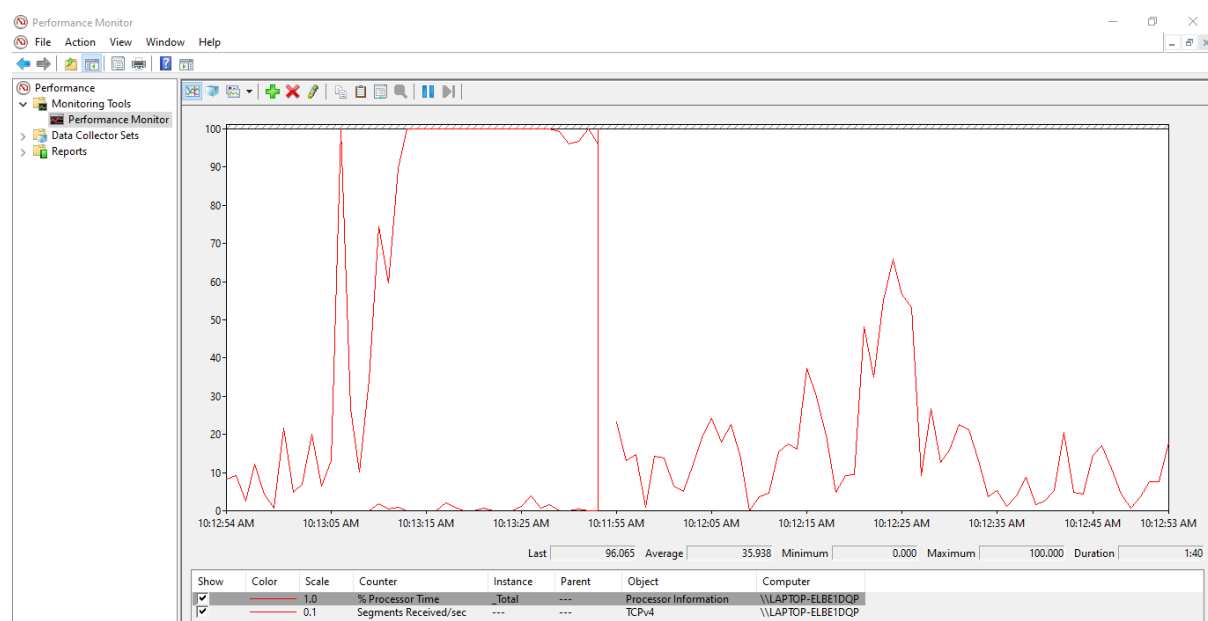 Performance Monitor
File Action View Window Help
Performance
Monitoring Tools
Performance Monitor
Data Collector Sets
Reports
100
90
80
70
60
50
40
30
20
10
0
10:12:54 AM 10:13:05 AM 10:13:15 AM 10:13:25 AM 10:11:55 AM 10:12:05 AM 10:12:15 AM 10:12:25 AM 10:12:35 AM 10:12:45 AM 10:12:53 AM
Last 96.065 Average 35.938 Minimum 0.000 Maximum 100.000 Duration 1:40
Show Color Scale Counter Instance Parent Object Computer
1.0 % Processor Time _Total --- Processor Information \\LAPTOP-ELBE1DQP
0.1 Segments Received/sec --- --- TCPv4 \\LAPTOP-ELBE1DQP